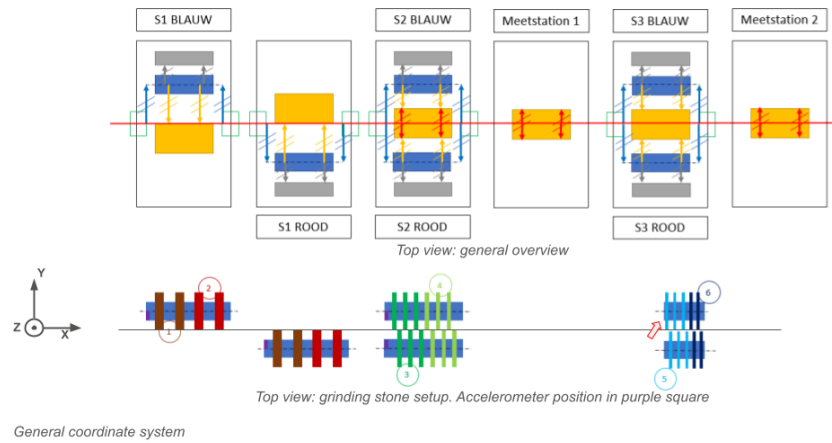 S1 BLAUW
S2 BLAUW
Meetstation 1
S3 BLAUW
Meetstation 2
S1 ROOD
S2 ROOD
S3 ROOD
Top view: general overview
Y
Z
X
2
1
4
3
6
5
Top view: grinding stone setup. Accelerometer position in purple square
General coordinate system